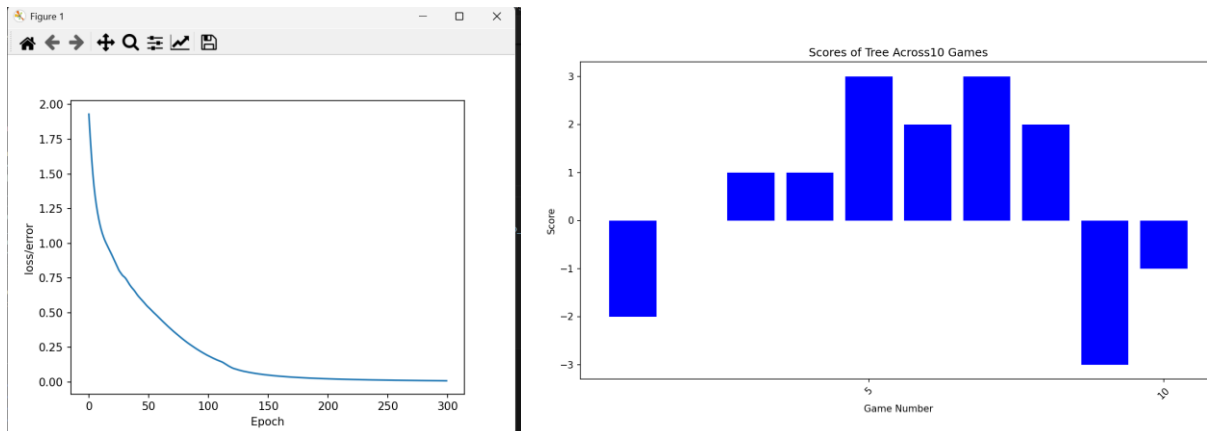 Figure 1
2.00
1.75
1.50
1.25
1.00
0.75
0.50
0.25
0.00
loss/error
0 50 100 150 200 250 300
Epoch
Scores of Tree Across10 Games
3
2
1
0
−1
−2
−3
Score
5 10
Game Number